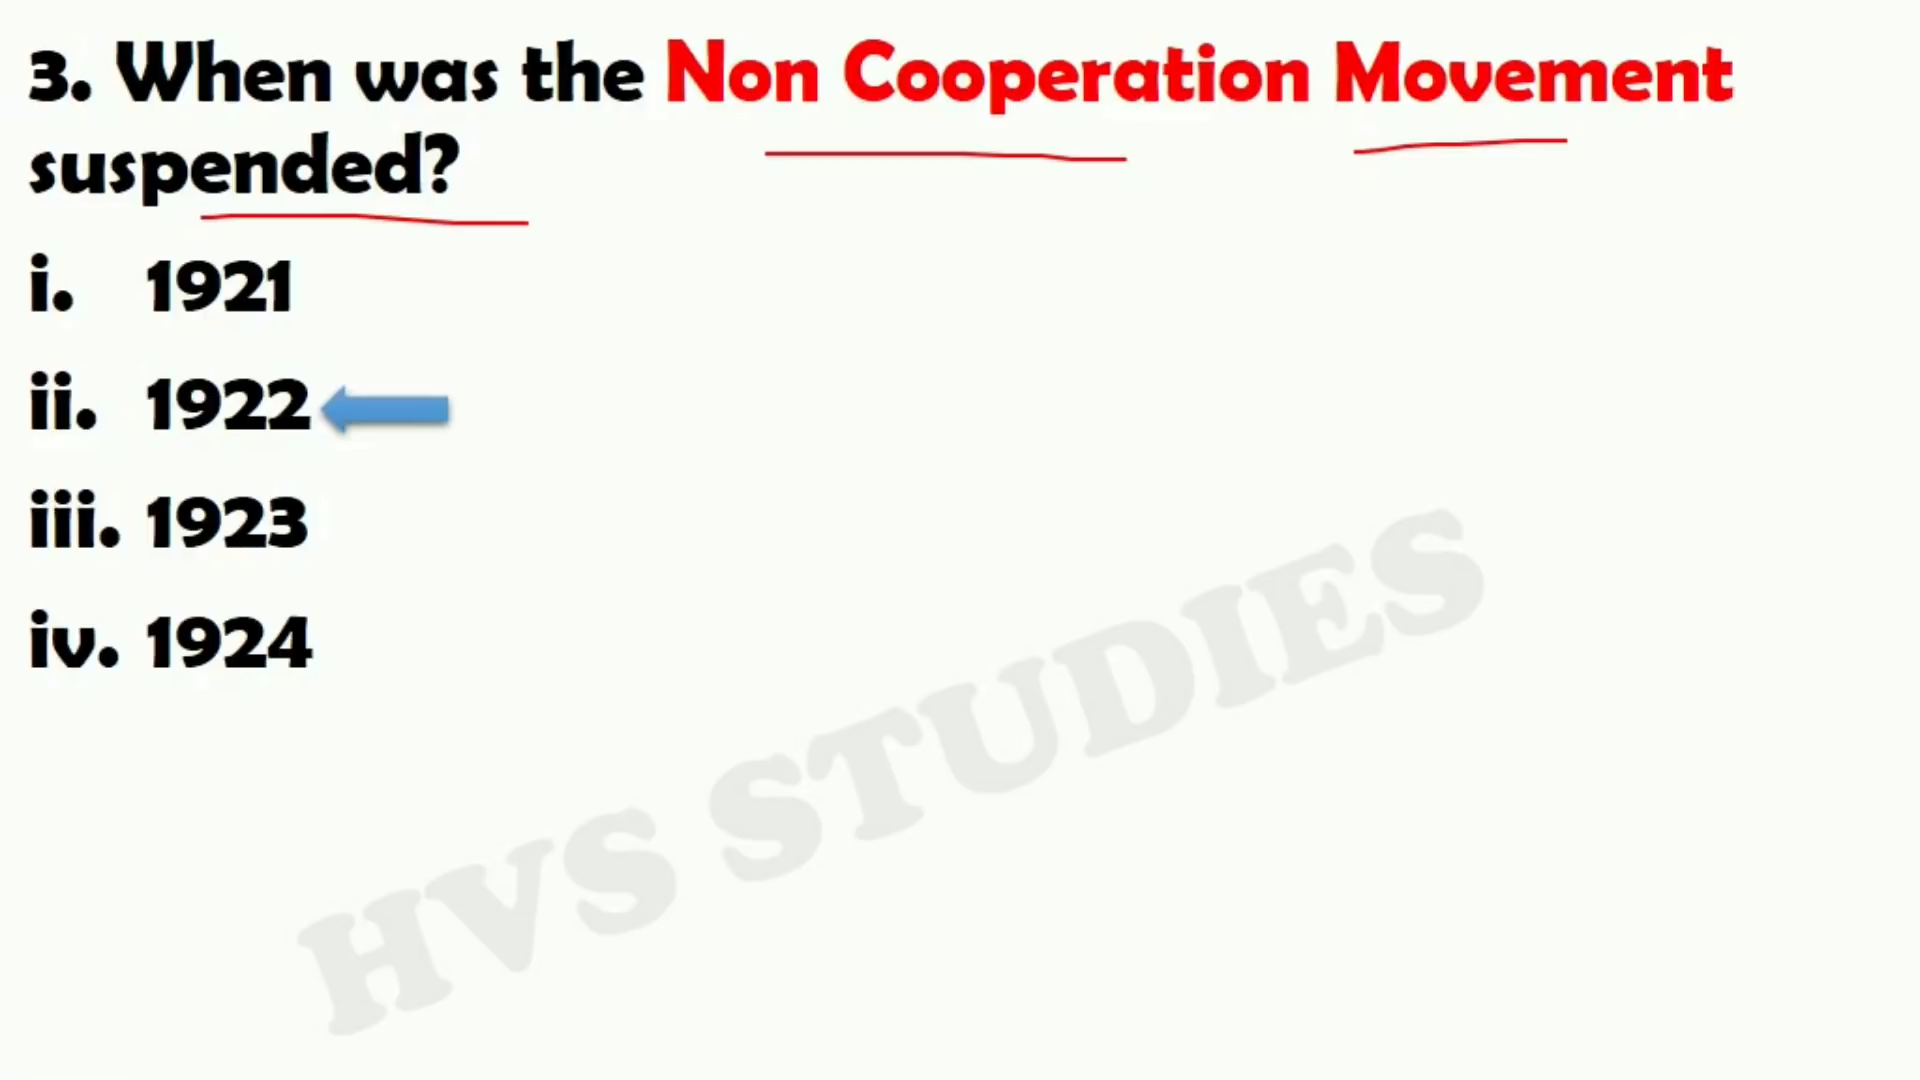 3. When was the Non Cooperation Movement
suspended?
i. 1921
ii. 1922
iii. 1923
iv. 1924
HVS STUDIES